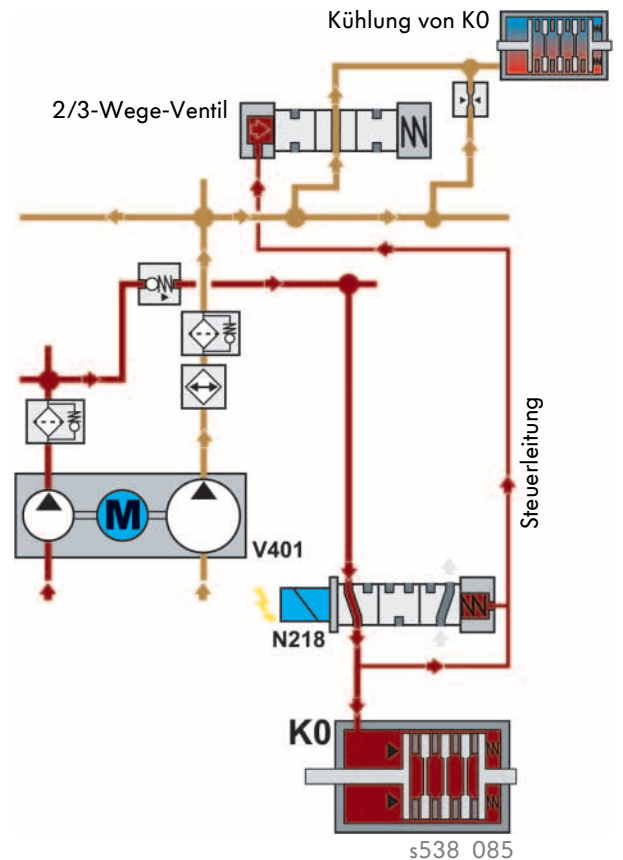 Kühlung von K0
2/3-Wege-Ventil
Steuerleitung
M
V401
N218
K0
s538_085